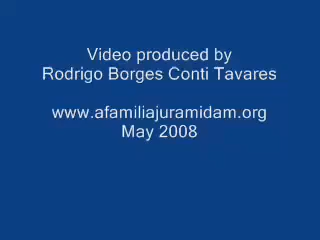 Video produced by
Rodrigo Borges Conti Tavares
www.afamiliajuramidam.org
May 2008